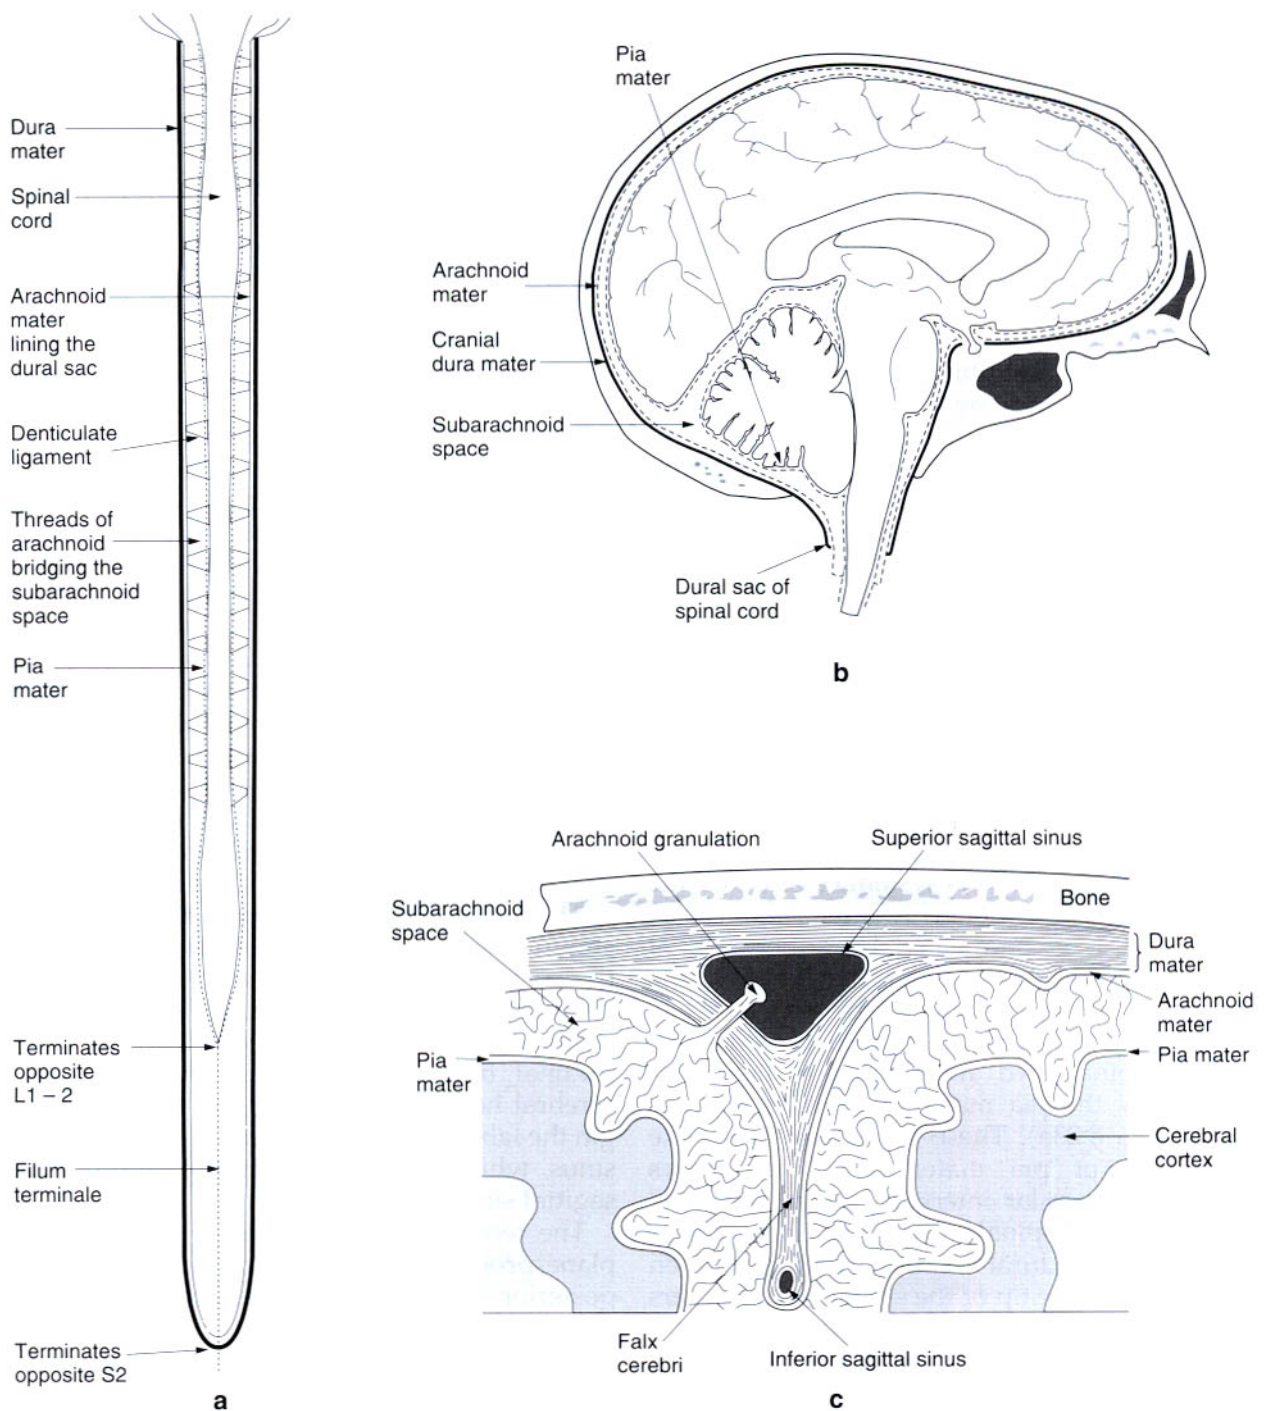 Dura
mater
Spinal
cord
Arachnoid
mater
lining the
dural sac
Denticulate
ligament
Threads of
arachnoid
bridging the
subarachnoid
space
Pia
mater
Terminates
opposite
L1 – 2
Filum
terminale
Terminates
opposite S2
a
Pia
mater
Arachnoid
mater
Cranial
dura mater
Subarachnoid
space
Dural sac of
spinal cord
b
Arachnoid granulation
Superior sagittal sinus
Subarachnoid
space
Bone
Dura
mater
Arachnoid
mater
Pia
mater
Pia mater
Cerebral
cortex
Falx
cerebri
Inferior sagittal sinus
c